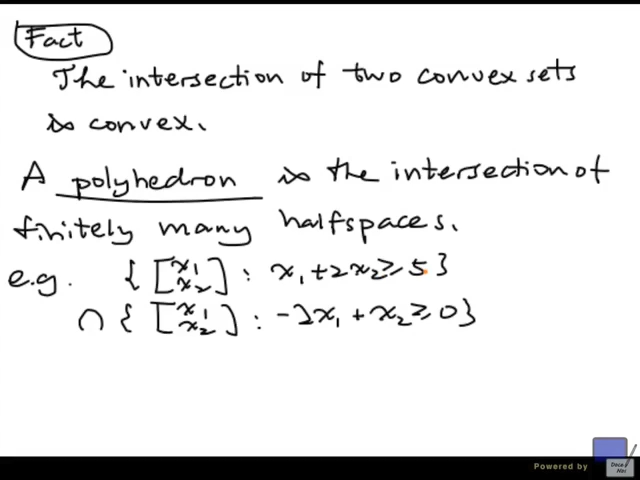 Fact
The intersection of two convex sets
is convex.
A polyhedron is the intersection of
finitely many halfspaces.
e.g. { [x₁ x₂] : x₁ + 2x₂ ≥ 5 }
∩ { [x₁ x₂] : -2x₁ + x₂ ≥ 0 }
Powered by